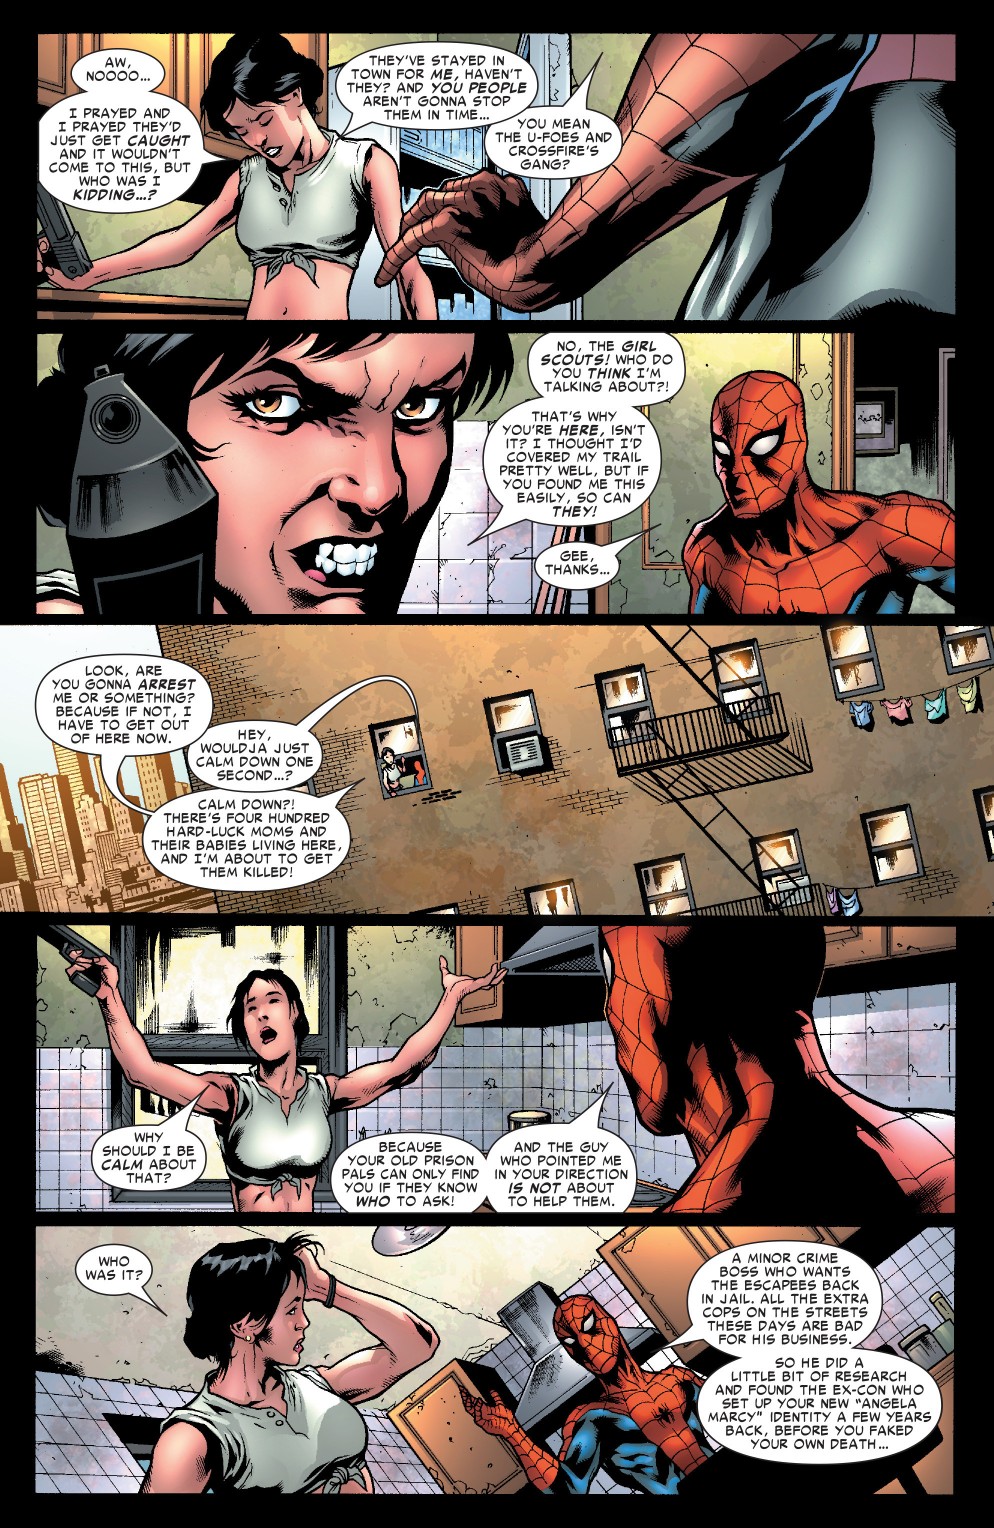 AW,
NOOOO...
I PRAYED AND
I PRAYED THEY'D
JUST GET CAUGHT
AND IT WOULDN'T
COME TO THIS, BUT
WHO WAS I
KIDDING...?
THEY'VE STAYED IN
TOWN FOR ME, HAVEN'T
THEY? AND YOU PEOPLE
AREN'T GONNA STOP
THEM IN TIME...
YOU MEAN
THE U-FOES AND
CROSSFIRE'S
GANG?
NO, THE GIRL
SCOUTS! WHO DO
YOU THINK I'M
TALKING ABOUT?!
THAT'S WHY
YOU'RE HERE, ISN'T
IT? I THOUGHT I'D
COVERED MY TRAIL
PRETTY WELL, BUT IF
YOU FOUND ME THIS
EASILY, SO CAN
THEY!
GEE,
THANKS...
LOOK, ARE
YOU GONNA ARREST
ME OR SOMETHING?
BECAUSE IF NOT, I
HAVE TO GET OUT
OF HERE NOW.
HEY,
WOULDJA JUST
CALM DOWN ONE
SECOND...?
CALM DOWN?!
THERE'S FOUR HUNDRED
HARD-LUCK MOMS AND
THEIR BABIES LIVING HERE,
AND I'M ABOUT TO GET
THEM KILLED!
WHY
SHOULD I BE
CALM ABOUT
THAT?
BECAUSE
YOUR OLD PRISON
PALS CAN ONLY FIND
YOU IF THEY KNOW
WHO TO ASK!
AND THE GUY
WHO POINTED ME
IN YOUR DIRECTION
IS NOT ABOUT
TO HELP THEM.
WHO
WAS IT?
A MINOR CRIME
BOSS WHO WANTS
THE ESCAPEES BACK
IN JAIL. ALL THE EXTRA
COPS ON THE STREETS
THESE DAYS ARE BAD
FOR HIS BUSINESS.
SO HE DID A
LITTLE BIT OF RESEARCH
AND FOUND THE EX-CON WHO
SET UP YOUR NEW "ANGELA
MARCY" IDENTITY A FEW YEARS
BACK, BEFORE YOU FAKED
YOUR OWN DEATH...